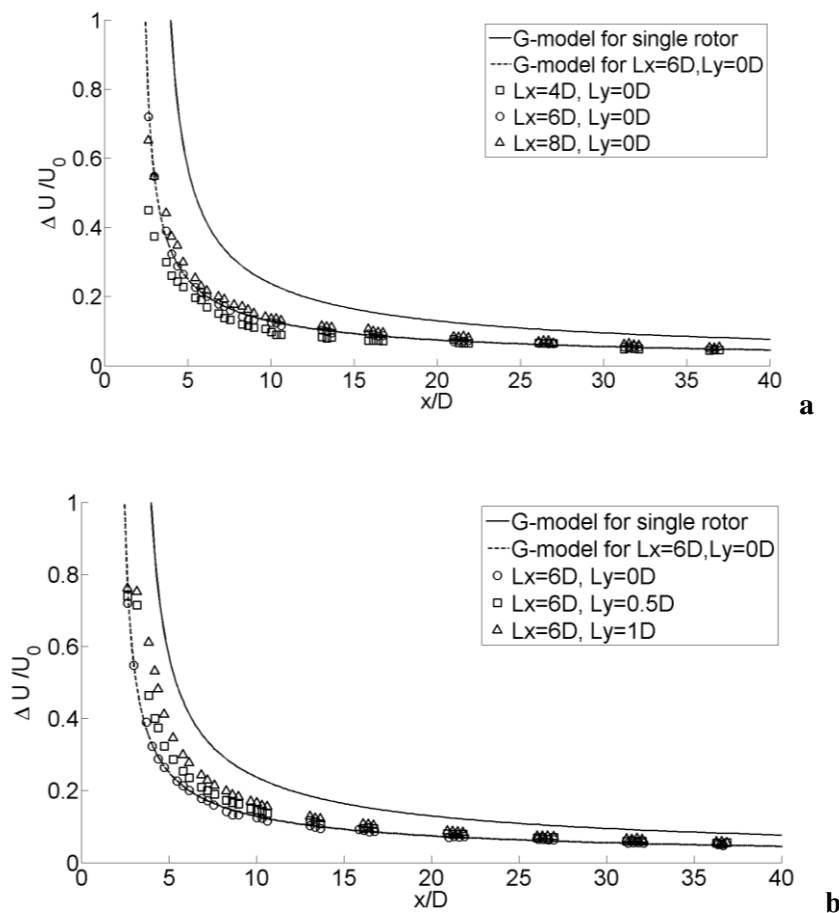 1
0.8
0.6
0.4
0.2
0
Δ U /U0
0 5 10 15 20 25 30 35 40
x/D
G-model for single rotor
G-model for Lx=6D,Ly=0D
Lx=4D, Ly=0D
Lx=6D, Ly=0D
Lx=8D, Ly=0D
a
1
0.8
0.6
0.4
0.2
0
Δ U /U0
0 5 10 15 20 25 30 35 40
x/D
G-model for single rotor
G-model for Lx=6D,Ly=0D
Lx=6D, Ly=0D
Lx=6D, Ly=0.5D
Lx=6D, Ly=1D
b